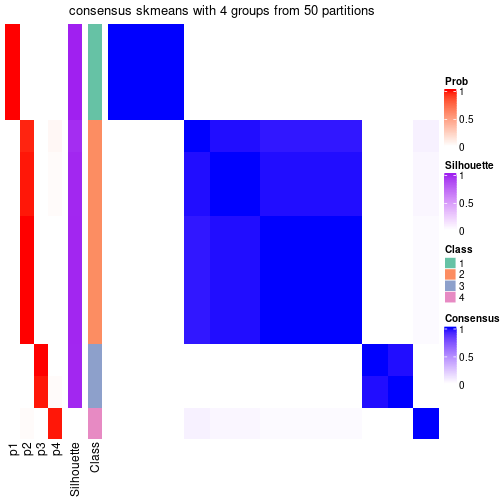 consensus skmeans with 4 groups from 50 partitions
Prob
1
0.5
0
Silhouette
1
0.5
0
Class
1
2
3
4
Consensus
1
0.5
0
p1
p2
p3
p4
Silhouette
Class